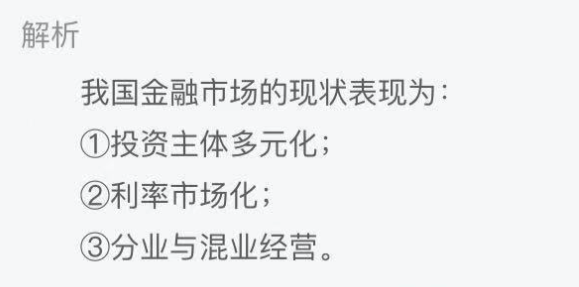 解析
我国金融市场的现状表现为：
①投资主体多元化；
②利率市场化；
③分业与混业经营。